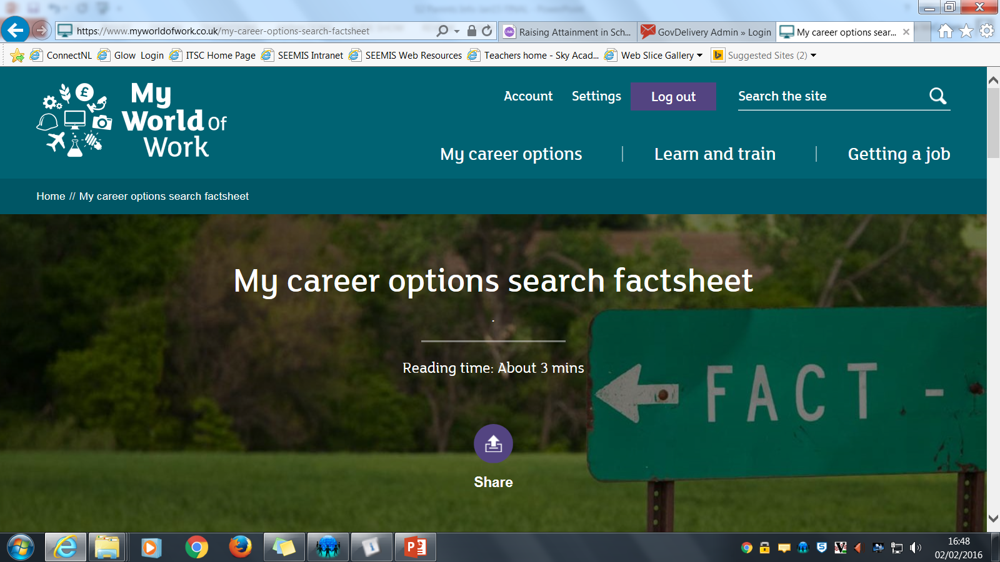 https://www.myworldofwork.co.uk/my-career-options-search-factsheet
Raising Attainment in Sch...
GovDelivery Admin » Login
My career options sear...
ConnectNL
Glow Login
ITSC Home Page
SEEMIS Intranet
SEEMIS Web Resources
Teachers home - Sky Acad...
Web Slice Gallery
Suggested Sites (2)
My
World Of
Work
Account
Settings
Log out
Search the site
My career options
Learn and train
Getting a job
Home // My career options search factsheet
My career options search factsheet
.
Reading time: About 3 mins
FACT -
Share
16:48
02/02/2016